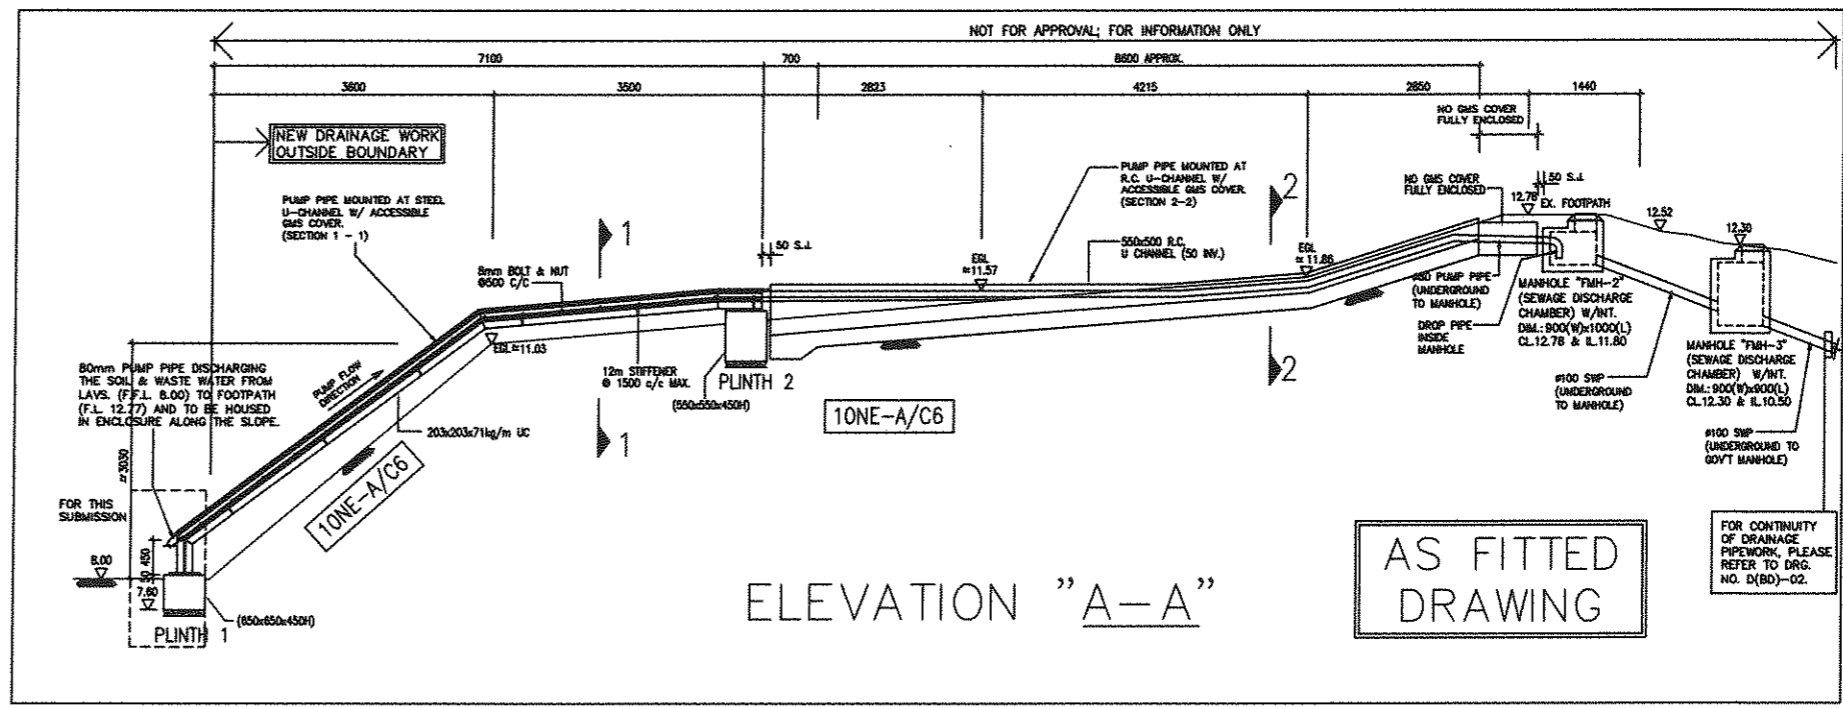 NOT FOR APPROVAL; FOR INFORMATION ONLY
7100
700
8600 APPROX.
3600
3500
2823
4215
2850
1440
NO GMS COVER
FULLY ENCLOSED
NEW DRAINAGE WORK
OUTSIDE BOUNDARY
PUMP PIPE MOUNTED AT STEEL
U-CHANNEL W/ ACCESSIBLE
GMS COVER.
(SECTION 1 - 1)
PUMP PIPE MOUNTED AT
R.C. U-CHANNEL W/
ACCESSIBLE GMS COVER.
(SECTION 2-2)
NO GMS COVER
FULLY ENCLOSED
50 S.J.
12.78
EX. FOOTPATH
12.52
12.30
1
2
50 S.J.
550x500 R.C.
U CHANNEL (50 INV.)
EGL
≈11.57
EGL
≈ 11.86
8mm BOLT & NUT
@500 C/C
EGL≈11.03
PUMP FLOW
DIRECTION
12m STIFFENER
@ 1500 c/c MAX.
PLINTH 2
(550x550x450H)
10NE-A/C6
1
2
ø80 PUMP PIPE
(UNDERGROUND
TO MANHOLE)
DROP PIPE
INSIDE
MANHOLE
MANHOLE "FMH-2"
(SEWAGE DISCHARGE
CHAMBER) W/INT.
DIM.: 900(W)x1000(L)
CL.12.78 & IL.11.80
ø100 SWP
(UNDERGROUND
TO MANHOLE)
MANHOLE "FMH-3"
(SEWAGE DISCHARGE
CHAMBER) W/INT.
DIM.: 900(W)x900(L)
CL.12.30 & IL.10.50
ø100 SWP
(UNDERGROUND TO
GOV'T MANHOLE)
80mm PUMP PIPE DISCHARGING
THE SOIL & WASTE WATER FROM
LAVS. (F.F.L. 8.00) TO FOOTPATH
(F.L. 12.77) AND TO BE HOUSED
IN ENCLOSURE ALONG THE SLOPE.
203x203x71kg/m UC
10NE-A/C6
≈3030
FOR THIS
SUBMISSION
8.00
450
50
7.60
(650x650x450H)
PLINTH 1
ELEVATION "A-A"
AS FITTED
DRAWING
FOR CONTINUITY
OF DRAINAGE
PIPEWORK, PLEASE
REFER TO DRG.
NO. D(BD)-02.